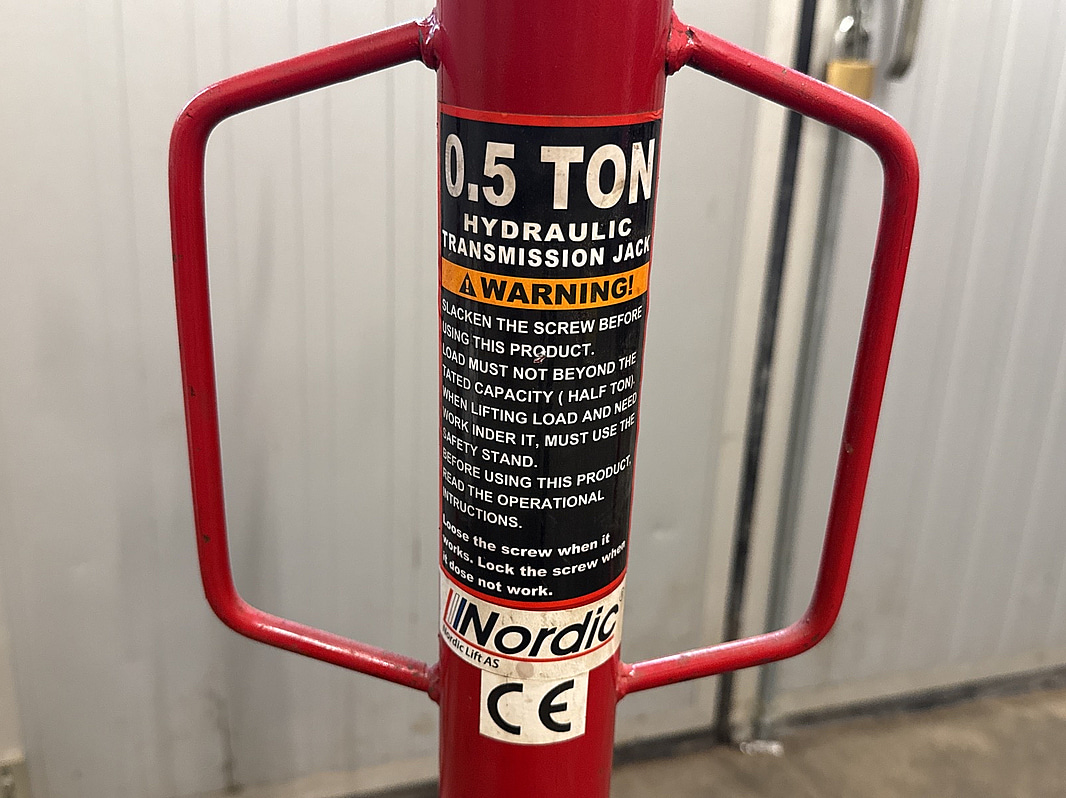 0.5 TON
HYDRAULIC
TRANSMISSION JACK
WARNING!
SLACKEN THE SCREW BEFORE
USING THIS PRODUCT.
LOAD MUST NOT BEYOND THE
TATED CAPACITY ( HALF TON).
WHEN LIFTING LOAD AND NEED
WORK INDER IT, MUST USE THE
SAFETY STAND.
BEFORE USING THIS PRODUCT,
READ THE OPERATIONAL
INTRUCTIONS.
Loose the screw when it
works. Lock the screw when
it dose not work.
Nordic
Nordic Lift AS
CE